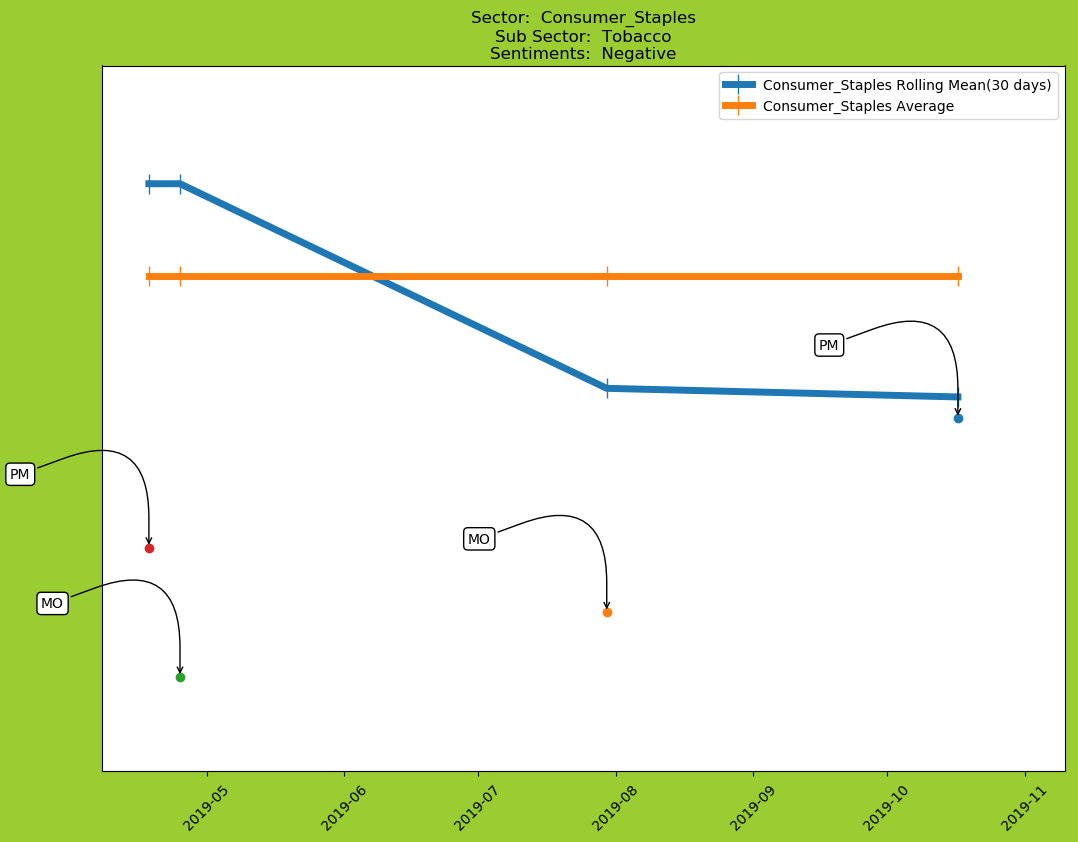 Sector:  Consumer_Staples
Sub Sector:  Tobacco
Sentiments:  Negative
Consumer_Staples Rolling Mean(30 days)
Consumer_Staples Average
PM
PM
MO
MO
2019-05
2019-06
2019-07
2019-08
2019-09
2019-10
2019-11